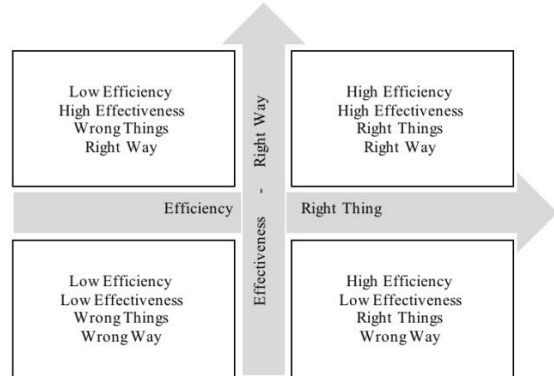 Low Efficiency
High Effectiveness
Wrong Things
Right Way
High Efficiency
High Effectiveness
Right Things
Right Way
Efficiency
Right Thing
Effectiveness - Right Way
Low Efficiency
Low Effectiveness
Wrong Things
Wrong Way
High Efficiency
Low Effectiveness
Right Things
Wrong Way